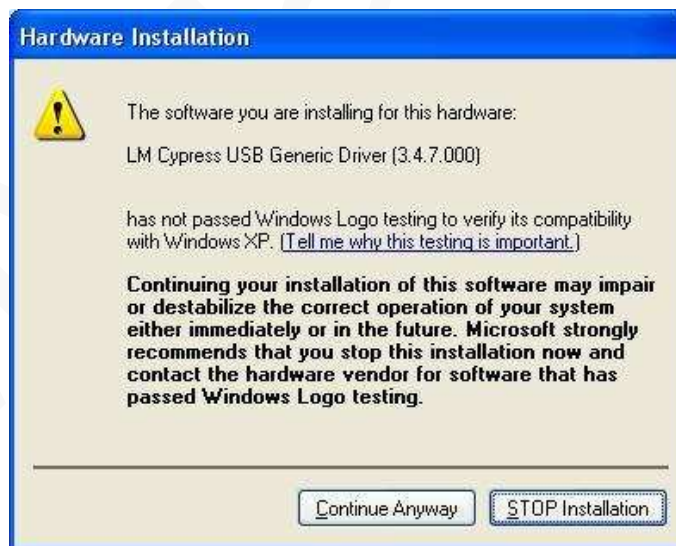 Hardware Installation
The software you are installing for this hardware:
LM Cypress USB Generic Driver (3.4.7.000)
has not passed Windows Logo testing to verify its compatibility
with Windows XP. (Tell me why this testing is important.)
Continuing your installation of this software may impair
or destabilize the correct operation of your system
either immediately or in the future. Microsoft strongly
recommends that you stop this installation now and
contact the hardware vendor for software that has
passed Windows Logo testing.
Continue Anyway STOP Installation